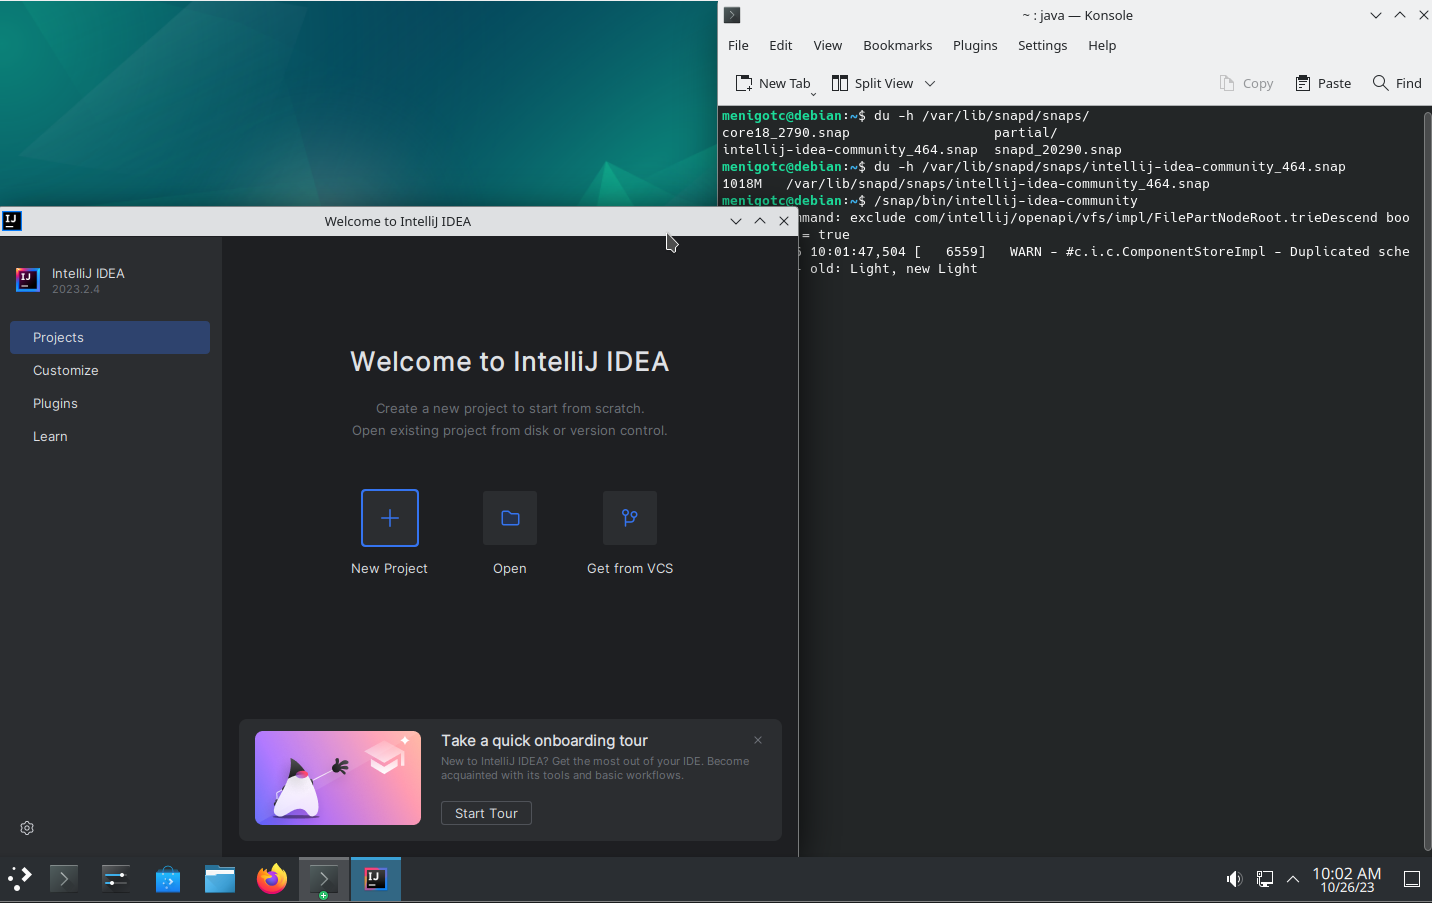 ~ : java — Konsole
File Edit View Bookmarks Plugins Settings Help
New Tab Split View Copy Paste Find
menigotc@debian:~$ du -h /var/lib/snapd/snaps/
core18_2790.snap partial/
intellij-idea-community_464.snap snapd_20290.snap
menigotc@debian:~$ du -h /var/lib/snapd/snaps/intellij-idea-community_464.snap
1018M /var/lib/snapd/snaps/intellij-idea-community_464.snap
menigotc@debian:~$ /snap/bin/intellij-idea-community
mmand: exclude com/intellij/openapi/vfs/impl/FilePartNodeRoot.trieDescend boo
= true
10:01:47,504 [ 6559] WARN - #c.i.c.ComponentStoreImpl - Duplicated sche
old: Light, new Light
IJ
Welcome to IntelliJ IDEA
IJ
IntelliJ IDEA
2023.2.4
Projects
Customize
Plugins
Learn
Welcome to IntelliJ IDEA
Create a new project to start from scratch.
Open existing project from disk or version control.
New Project Open Get from VCS
Take a quick onboarding tour
New to IntelliJ IDEA? Get the most out of your IDE. Become
acquainted with its tools and basic workflows.
Start Tour
IJ
10:02 AM
10/26/23